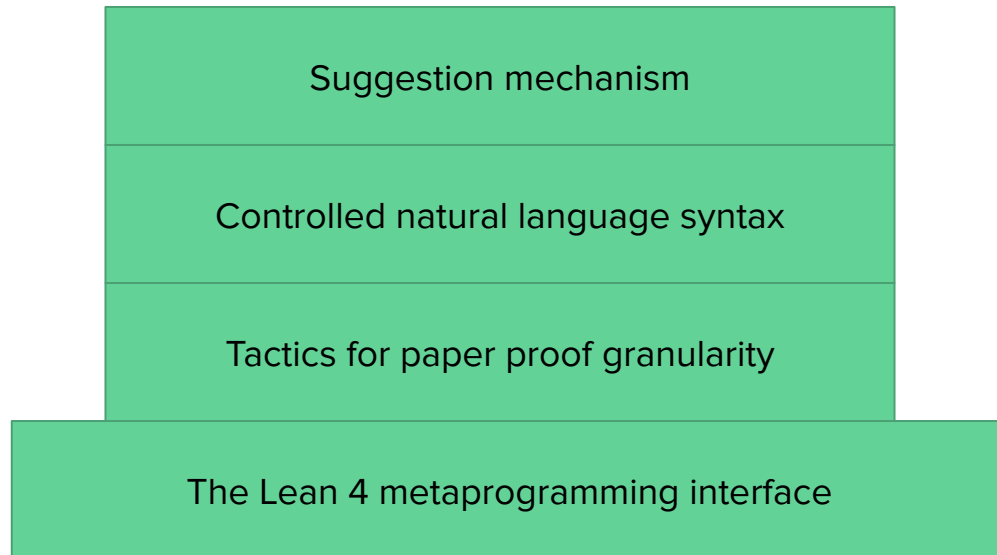 Suggestion mechanism
Controlled natural language syntax
Tactics for paper proof granularity
The Lean 4 metaprogramming interface